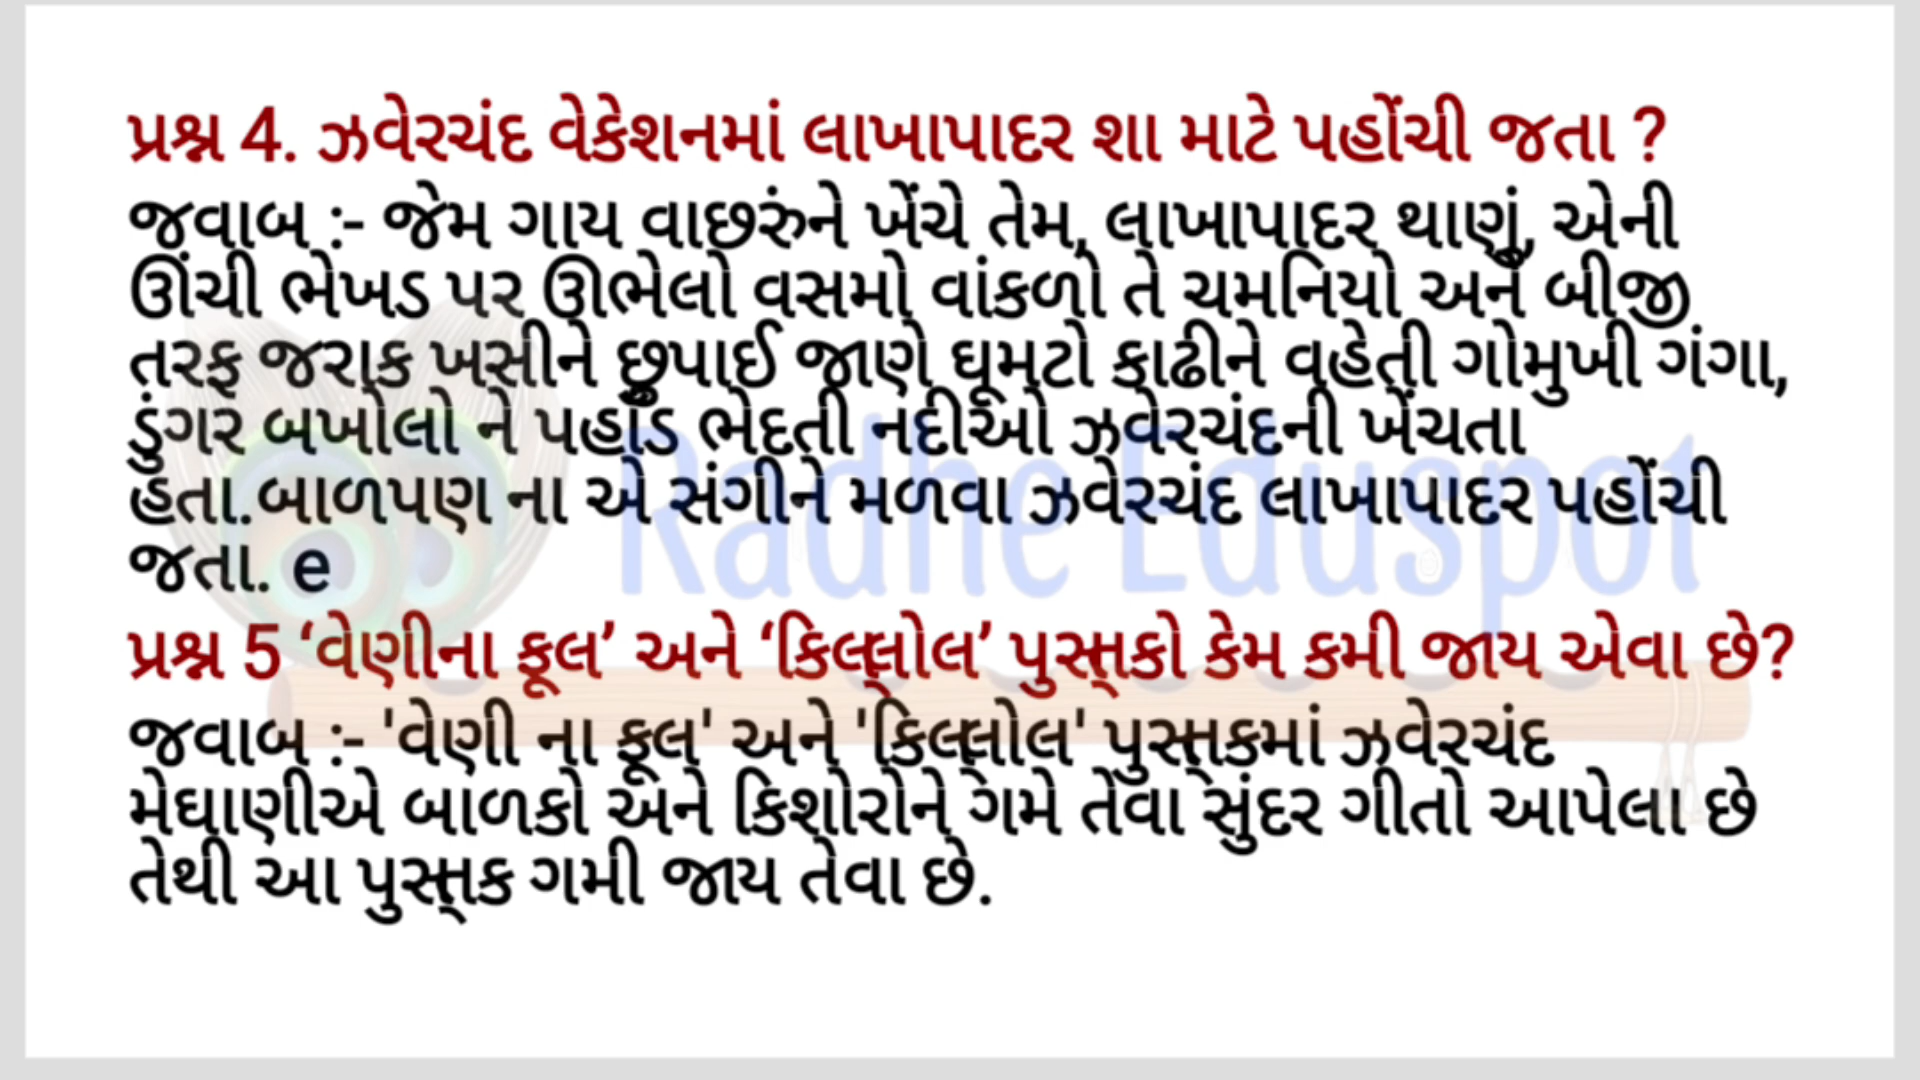 પ્રશ્ન 4. ઝવેરચંદ વેકેશનમાં લાખાપાદર શા માટે પહોંચી જતા ?
જવાબ :- જેમ ગાય વાછરુંને ખેંચે તેમ, લાખાપાદર થાણું, એની
ઊંચી ભેખડ પર ઊભેલો વસમો વાંકળો તે ચમનિયો અને બીજી
તરફ જરાક ખસીને છુપાઈ જાણે ઘૂમટો કાઢીને વહેતી ગોમુખી ગંગા,
ડુંગર બખોલો ને પહાડ ભેદતી નદીઓ ઝવેરચંદની ખેંચતા
હતા.બાળપણ ના એ સંગીને મળવા ઝવેરચંદ લાખાપાદર પહોંચી
જતા. e
Radhe Eduspot
પ્રશ્ન 5 ‘વેણીના ફૂલ’ અને ‘કિલ્લોલ’ પુસ્તકો કેમ કમી જાય એવા છે?
જવાબ :- 'વેણી ના ફૂલ' અને 'કિલ્લોલ' પુસ્તકમાં ઝવેરચંદ
મેઘાણીએ બાળકો અને કિશોરોને ગમે તેવા સુંદર ગીતો આપેલા છે
તેથી આ પુસ્તક ગમી જાય તેવા છે.